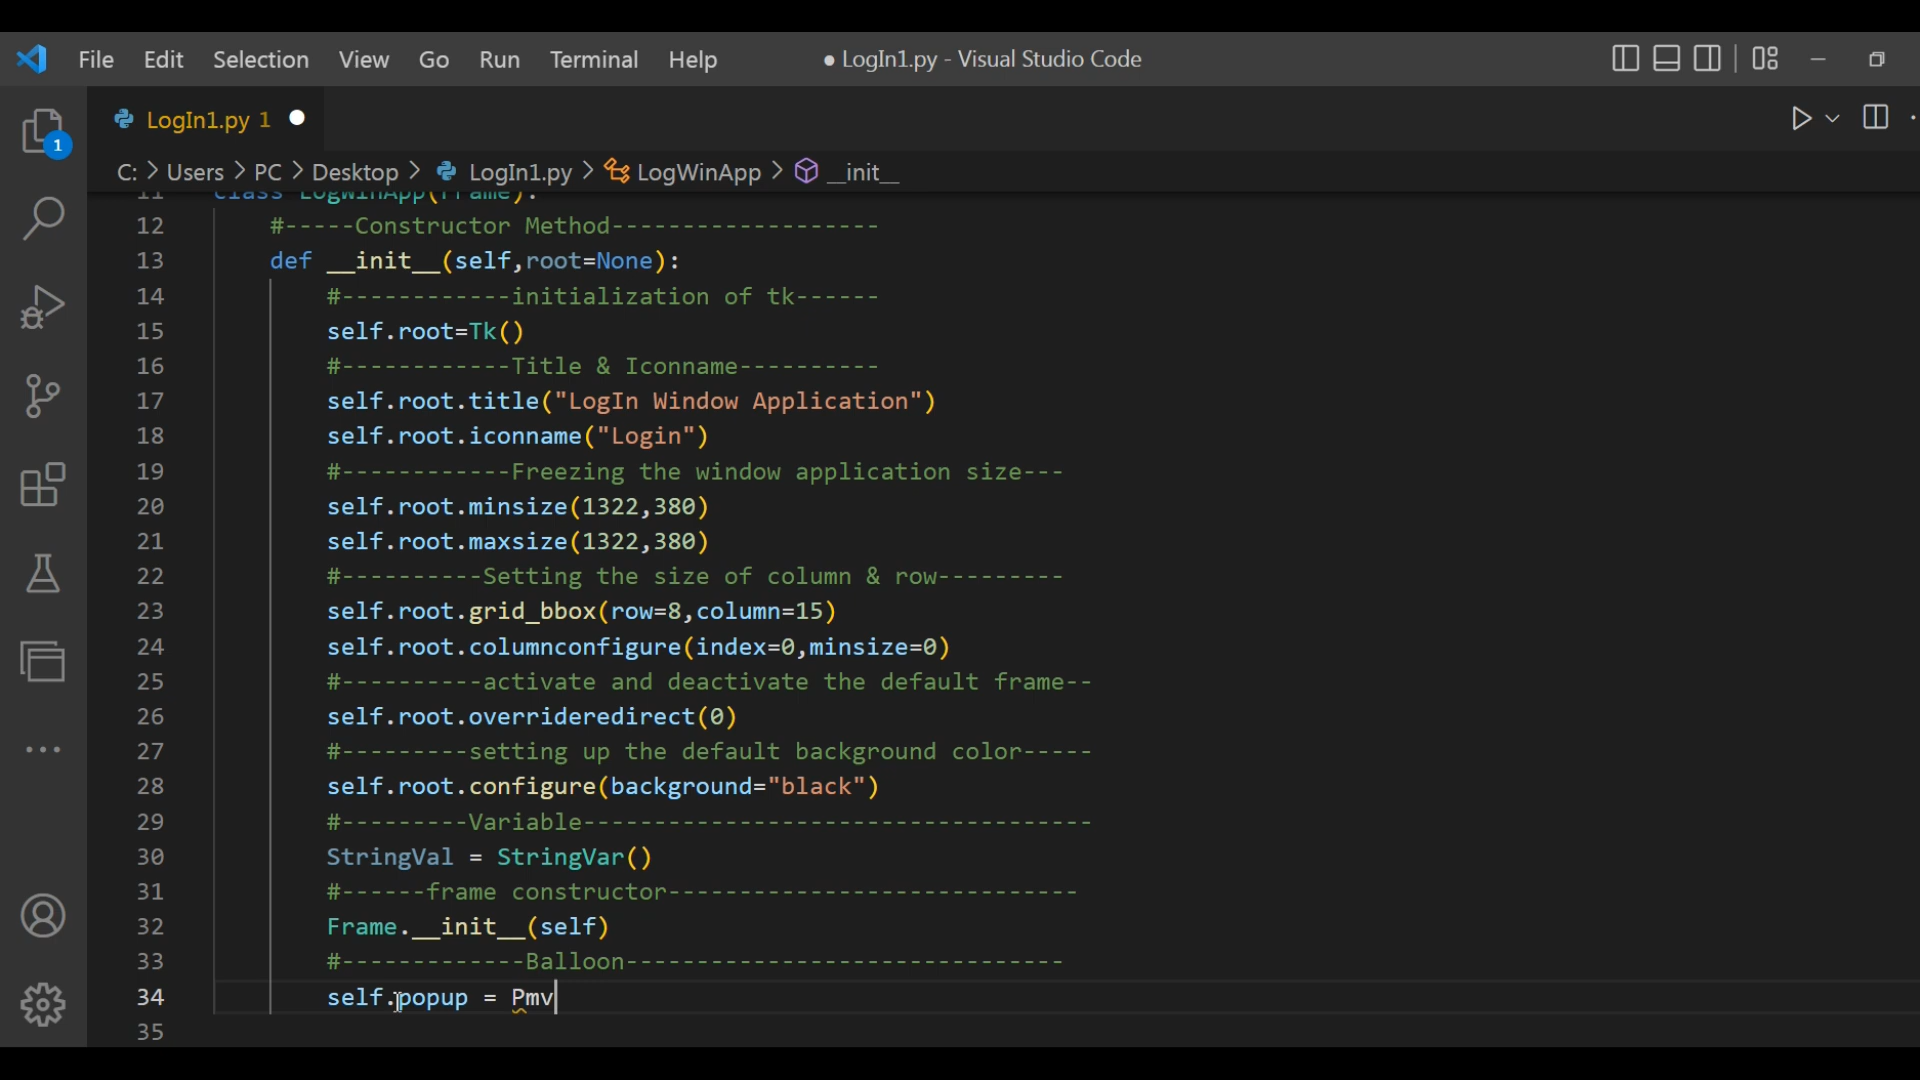 File Edit Selection View Go Run Terminal Help ● LogIn1.py - Visual Studio Code
LogIn1.py 1 ●
C: > Users > PC > Desktop > LogIn1.py > LogWinApp > __init__
1
11 class LogWinApp(Frame):
12 #-----Constructor Method-------------------
13 def __init__(self,root=None):
14 #------------initialization of tk------
15 self.root=Tk()
16 #------------Title & Iconname----------
17 self.root.title("LogIn Window Application")
18 self.root.iconname("Login")
19 #------------Freezing the window application size---
20 self.root.minsize(1322,380)
21 self.root.maxsize(1322,380)
22 #----------Setting the size of column & row---------
23 self.root.grid_bbox(row=8,column=15)
24 self.root.columnconfigure(index=0,minsize=0)
25 #----------activate and deactivate the default frame--
26 self.root.overrideredirect(0)
27 #---------setting up the default background color-----
28 self.root.configure(background="black")
29 #---------Variable------------------------------------
30 StringVal = StringVar()
31 #------frame constructor-----------------------------
32 Frame.__init__(self)
33 #-------------Balloon-------------------------------
34 self.popup = Pmv
35